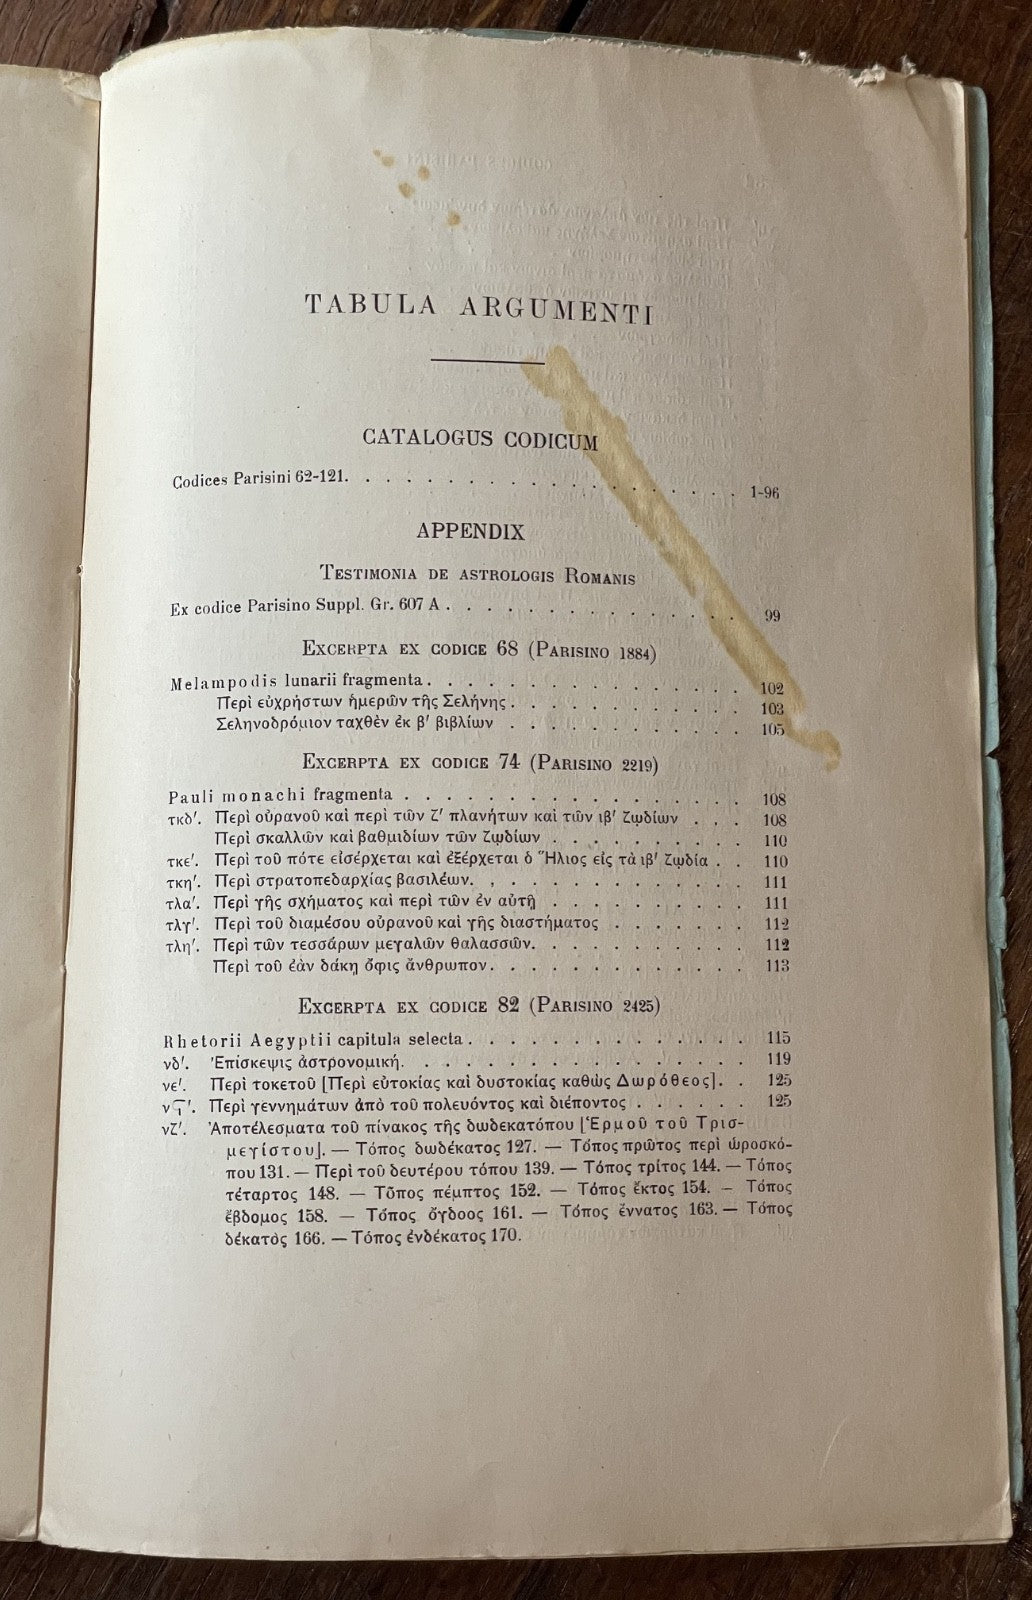 TABULA ARGUMENTI
CATALOGUS CODICUM
Codices Parisini 62-121. . . . . . . . . . . . . . . . . . . . 1-96
APPENDIX
TESTIMONIA DE ASTROLOGIS ROMANIS
Ex codice Parisino Suppl. Gr. 607 A . . . . . . . . . . . . . . . 99
EXCERPTA EX CODICE 68 (PARISINO 1884)
Melampodis lunarii fragmenta. . . . . . . . . . . . . . . . 102
Περὶ εὐχρήστων ἡμερῶν τῆς Σελήνης . . . . . . . . . . . . 103
Σεληνοδρόμιον ταχθὲν ἐκ β′ βιβλίων . . . . . . . . . . . . 105
EXCERPTA EX CODICE 74 (PARISINO 2219)
Pauli monachi fragmenta . . . . . . . . . . . . . . . . . 108
τκδ′. Περὶ οὐρανοῦ καὶ περὶ τῶν ζ′ πλανήτων καὶ τῶν ιβ′ ζῳδίων . . . 108
Περὶ σκαλλῶν καὶ βαθμιδίων τῶν ζῳδίων . . . . . . . . . . 110
τκε′. Περὶ τοῦ πότε εἰσέρχεται καὶ ἐξέρχεται ὁ Ἥλιος εἰς τὰ ιβ′ ζῳδία . . 110
τκη′. Περὶ στρατοπεδαρχίας βασιλέων. . . . . . . . . . . . . . 111
τλα′. Περὶ γῆς σχήματος καὶ περὶ τῶν ἐν αὐτῇ . . . . . . . . . . 111
τλγ′. Περὶ τοῦ διαμέσου οὐρανοῦ καὶ γῆς διαστήματος . . . . . . . 112
τλη′. Περὶ τῶν τεσσάρων μεγαλῶν θαλασσῶν. . . . . . . . . . . 112
Περὶ τοῦ ἐὰν δάκῃ ὄφις ἄνθρωπον. . . . . . . . . . . . . 113
EXCERPTA EX CODICE 82 (PARISINO 2425)
Rhetorii Aegyptii capitula selecta . . . . . . . . . . . . . . 115
νδ′. Ἐπίσκεψις ἀστρονομική. . . . . . . . . . . . . . . . . 119
νε′. Περὶ τοκετοῦ [Περὶ εὐτοκίας καὶ δυστοκίας καθὼς Δωρόθεος]. . 125
νϛ′. Περὶ γεννημάτων ἀπὸ τοῦ πολεύοντος καὶ διέποντος . . . . . . 125
νζ′. Ἀποτέλεσματα τοῦ πίνακος τῆς δωδεκατόπου [Ἑρμοῦ τοῦ Τρισ-
μεγίστου]. — Τόπος δωδέκατος 127. — Τόπος πρῶτος περὶ ὡροσκό-
που 131. — Περὶ τοῦ δευτέρου τόπου 139. — Τόπος τρίτος 144. — Τόπος
τέταρτος 148. — Τόπος πέμπτος 152. — Τόπος ἕκτος 154. — Τόπος
ἕβδομος 158. — Τόπος ὄγδοος 161. — Τόπος ἔννατος 163. — Τόπος
δέκατὸς 166. — Τόπος ἑνδέκατος 170.